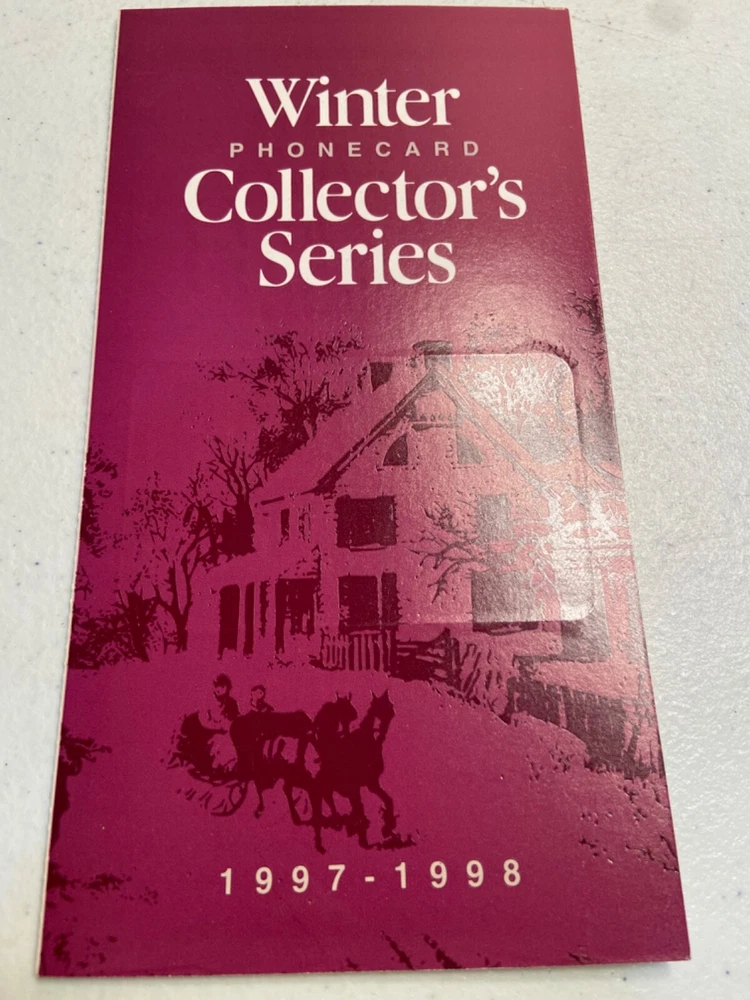 Winter
PHONECARD
Collector's
Series
1997-1998